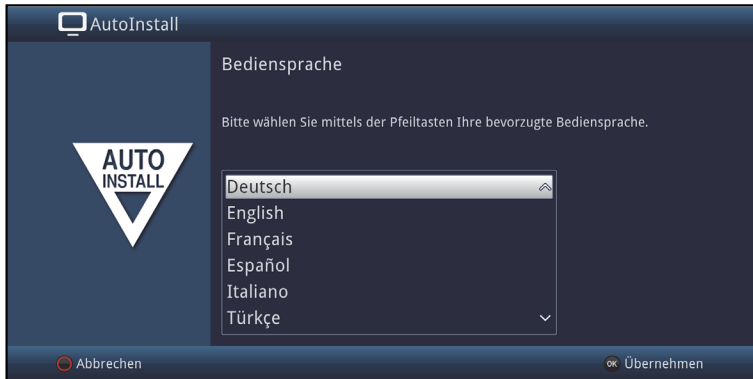 AutoInstall
Bediensprache
Bitte wählen Sie mittels der Pfeiltasten Ihre bevorzugte Bediensprache.
AUTO
INSTALL
Deutsch
English
Français
Español
Italiano
Türkçe
Abbrechen
OK Übernehmen